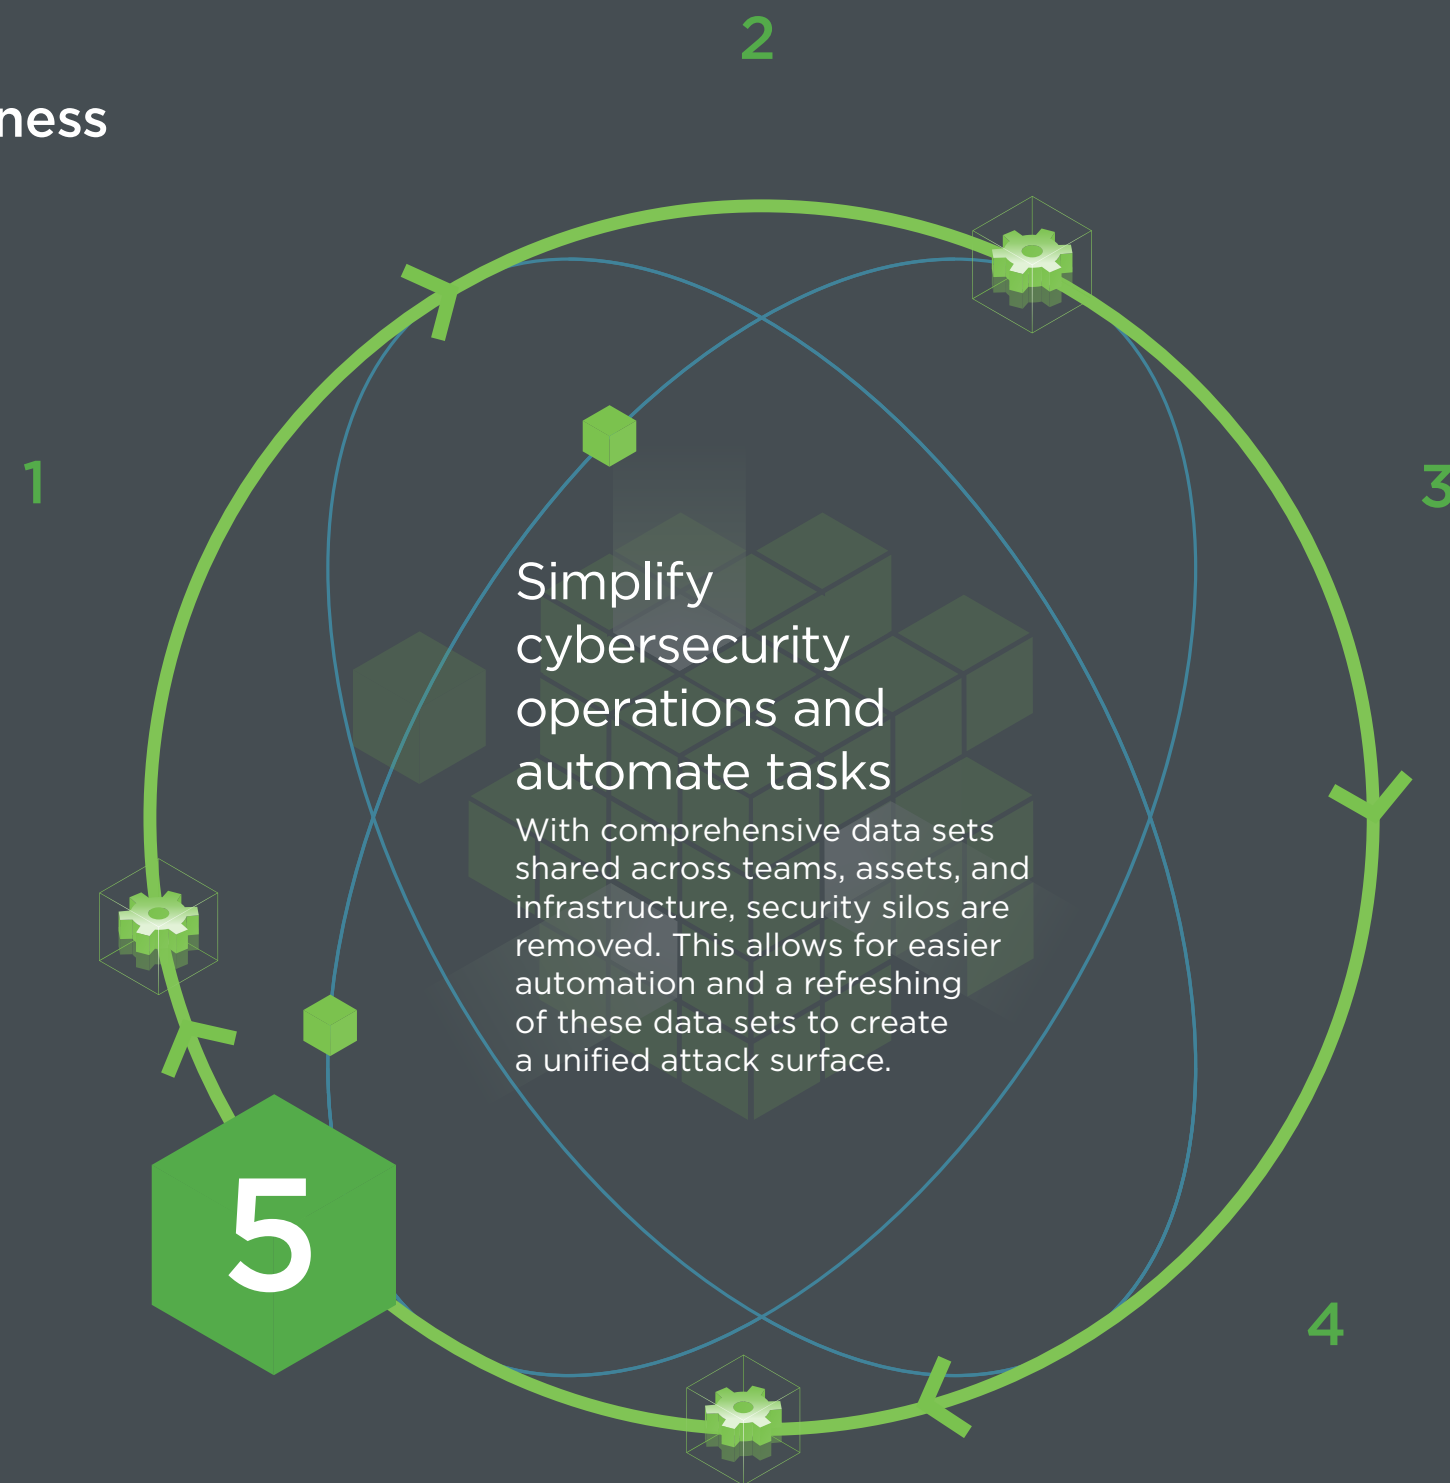 2
ness
1
3
Simplify
cybersecurity
operations and
automate tasks
With comprehensive data sets
shared across teams, assets, and
infrastructure, security silos are
removed. This allows for easier
automation and a refreshing
of these data sets to create
a unified attack surface.
5
4